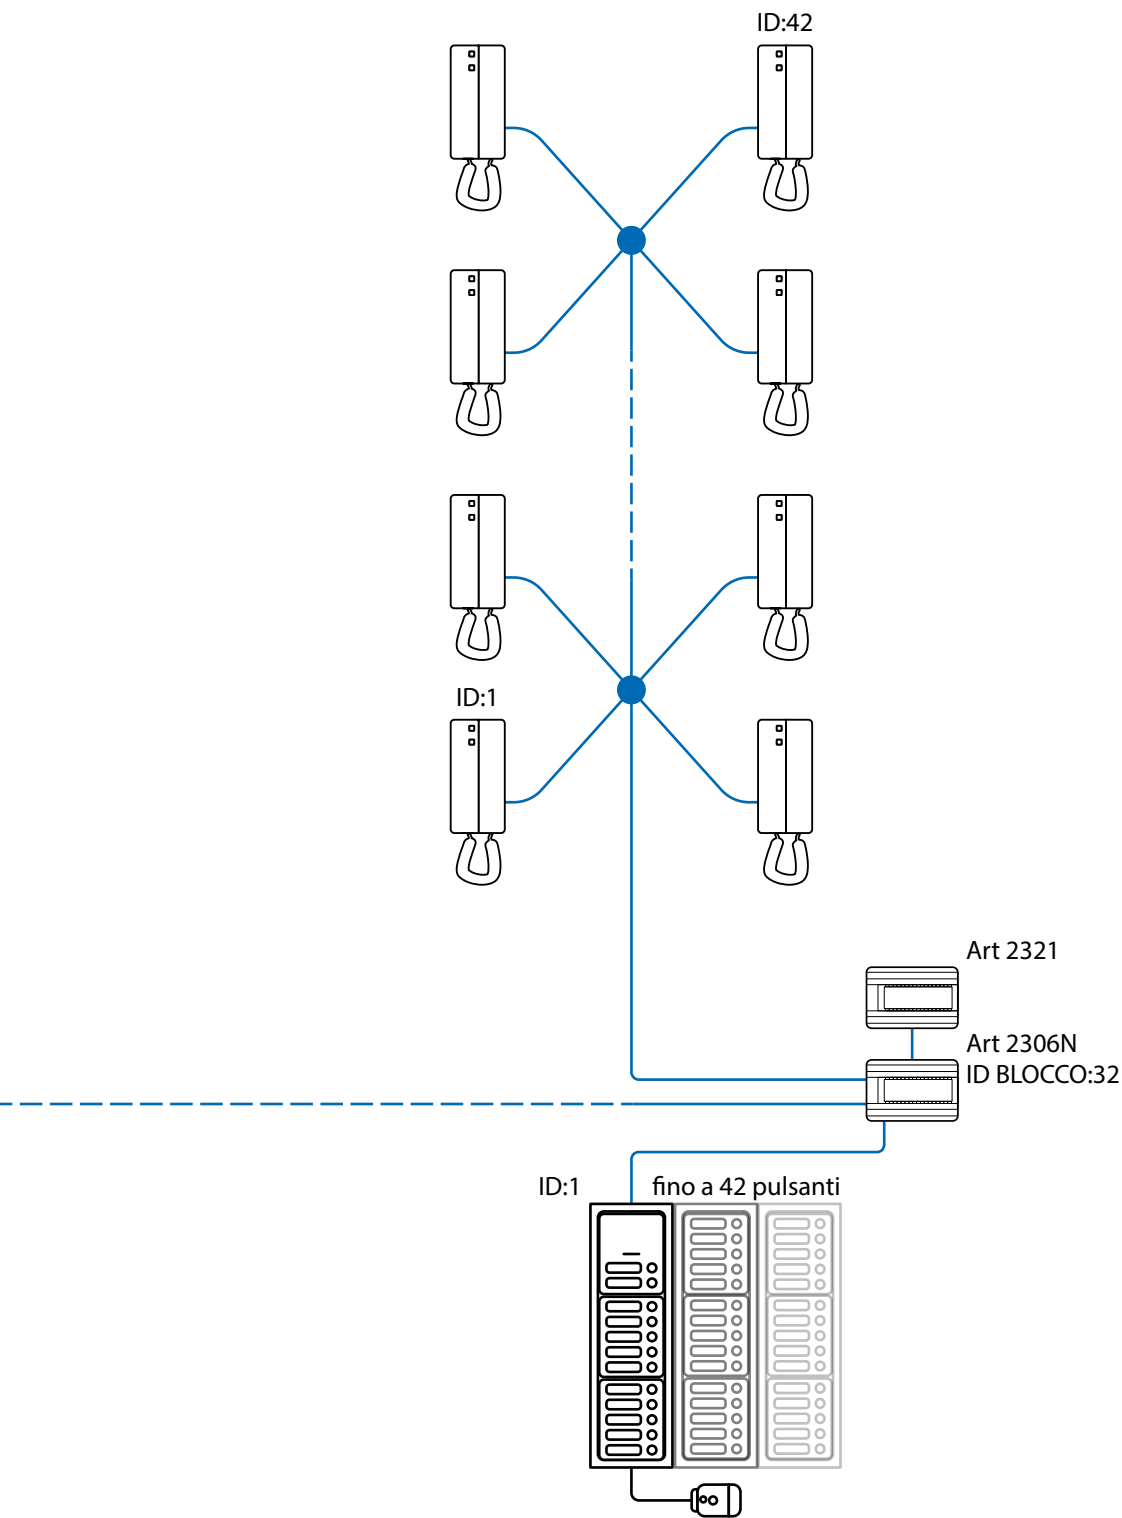 ID:42
ID:1
Art 2321
Art 2306N
ID BLOCCO:32
ID:1
fino a 42 pulsanti